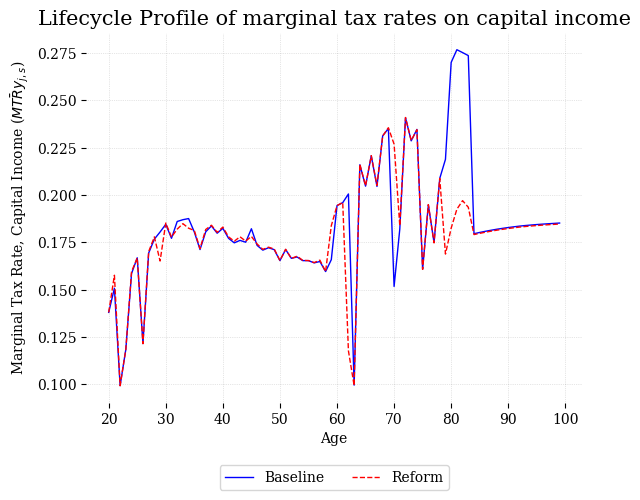 Lifecycle Profile of marginal tax rates on capital income
Marginal Tax Rate, Capital Income (MT̄Ry_{j,s})
0.275
0.250
0.225
0.200
0.175
0.150
0.125
0.100
20 30 40 50 60 70 80 90 100
Age
Baseline Reform